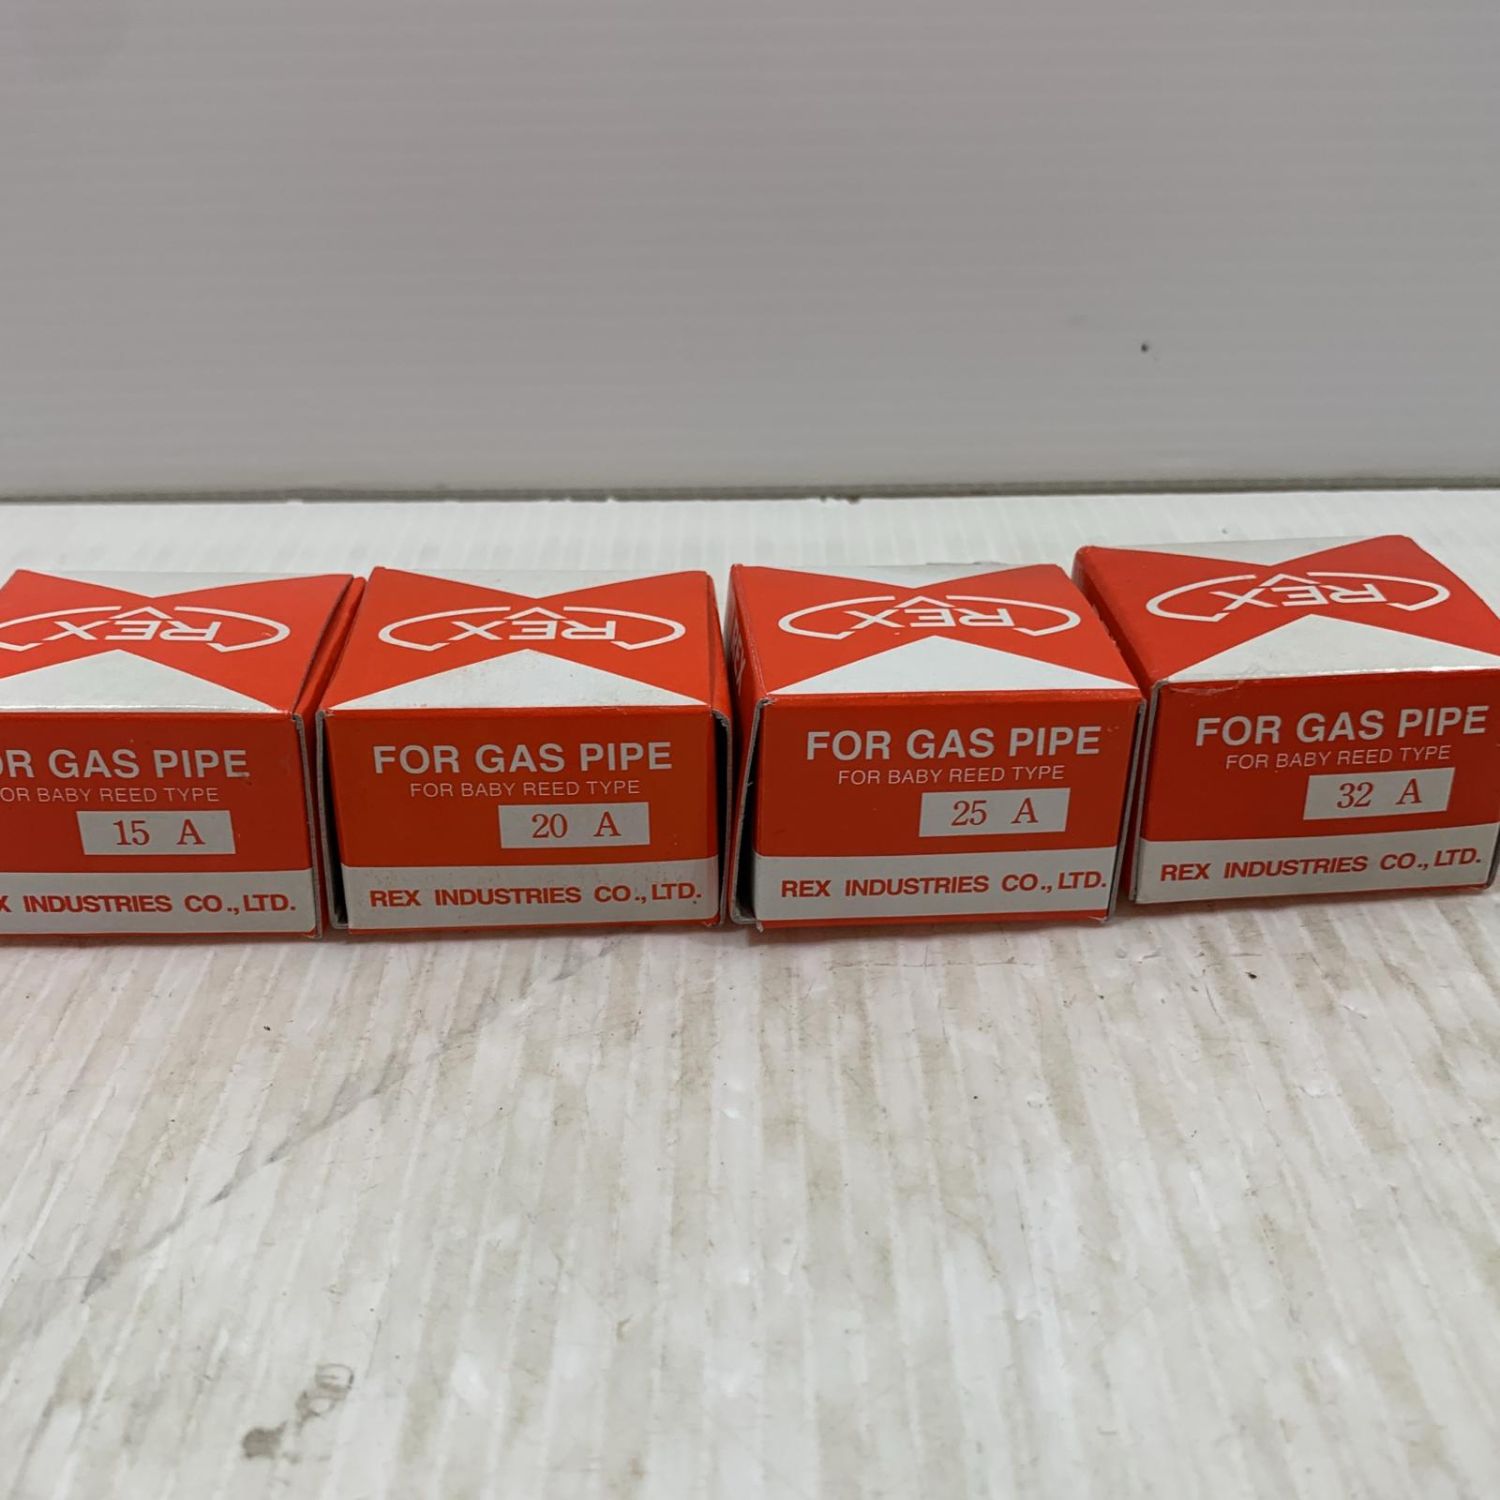 REX
OR GAS PIPE
OR BABY REED TYPE
15 A
X INDUSTRIES CO., LTD.
REX
FOR GAS PIPE
FOR BABY REED TYPE
20 A
REX INDUSTRIES CO., LTD.
REX
FOR GAS PIPE
FOR BABY REED TYPE
25 A
REX INDUSTRIES CO., LTD.
REX
FOR GAS PIPE
FOR BABY REED TYPE
32 A
REX INDUSTRIES CO., LTD.